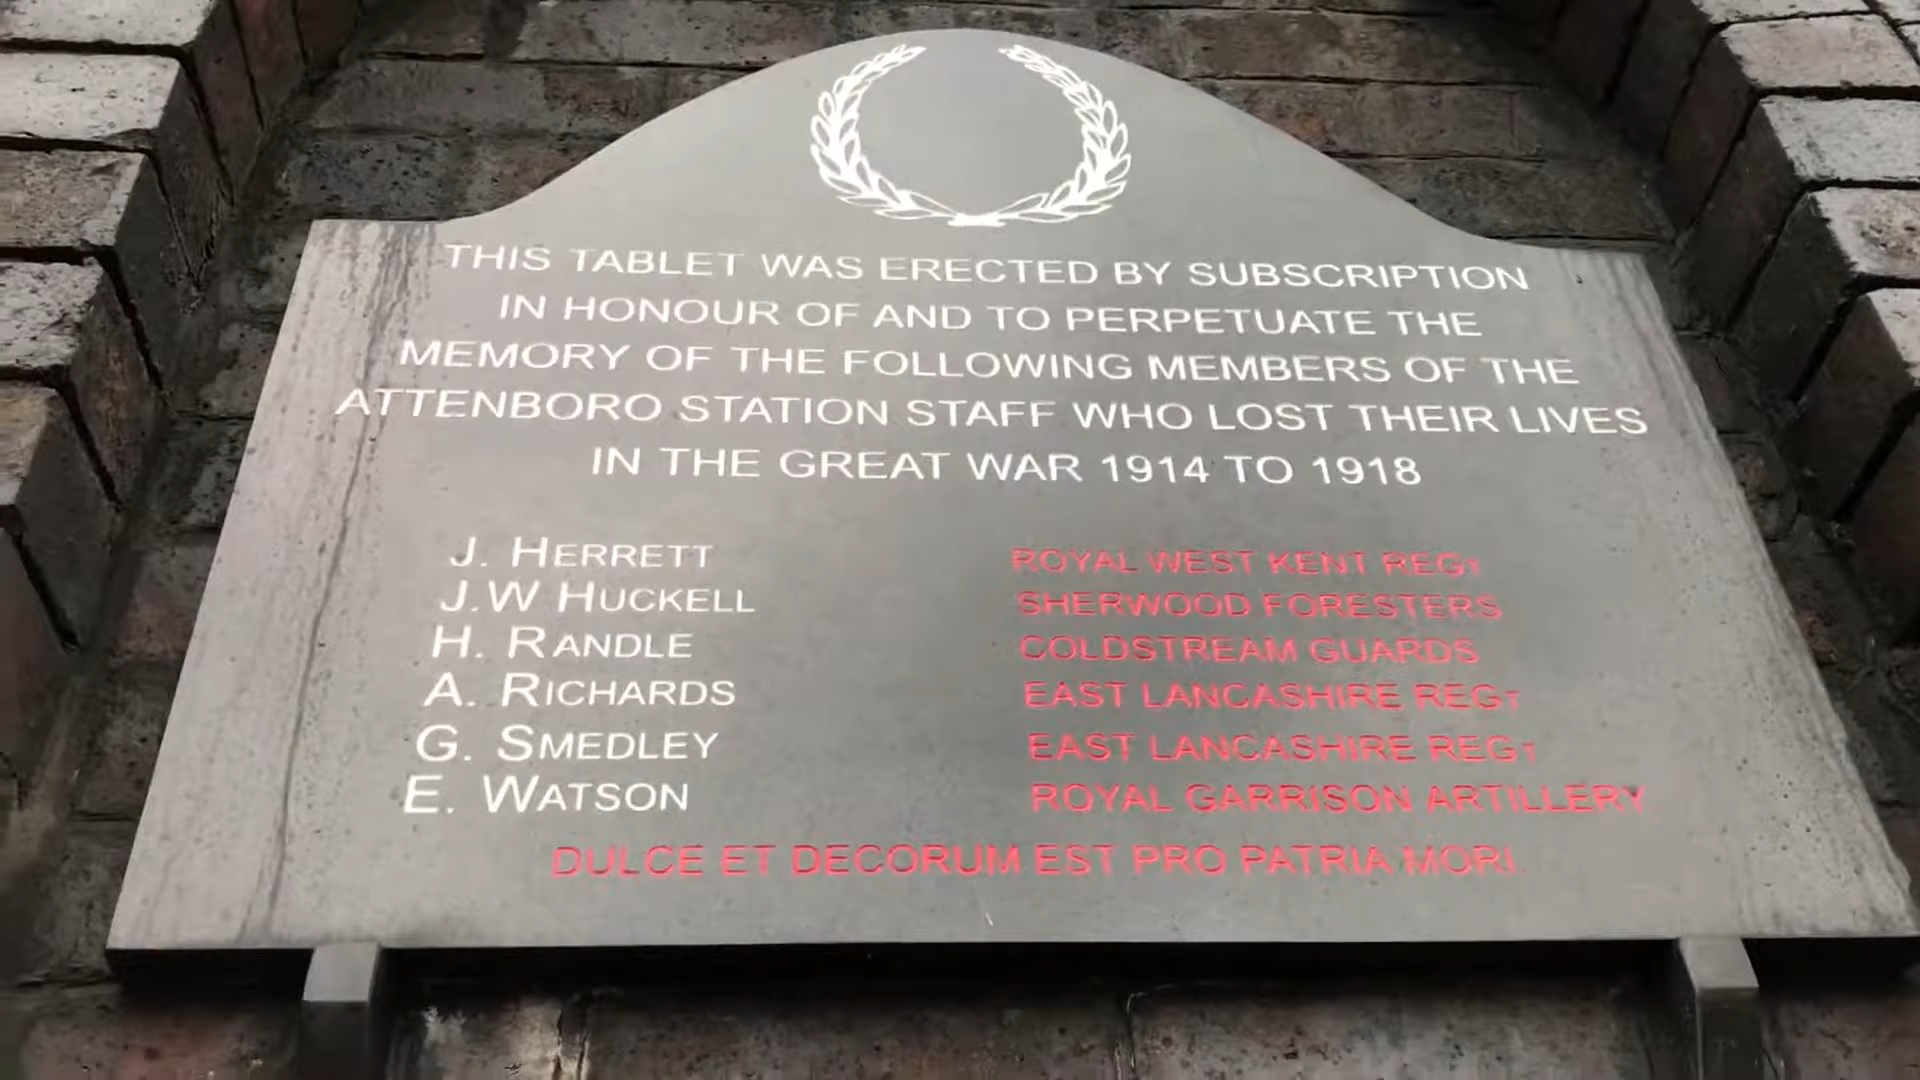 THIS TABLET WAS ERECTED BY SUBSCRIPTION
IN HONOUR OF AND TO PERPETUATE THE
MEMORY OF THE FOLLOWING MEMBERS OF THE
ATTENBORO STATION STAFF WHO LOST THEIR LIVES
IN THE GREAT WAR 1914 TO 1918
J. HERRETT ROYAL WEST KENT REGT
J.W HUCKELL SHERWOOD FORESTERS
H. RANDLE COLDSTREAM GUARDS
A. RICHARDS EAST LANCASHIRE REGT
G. SMEDLEY EAST LANCASHIRE REGT
E. WATSON ROYAL GARRISON ARTILLERY
DULCE ET DECORUM EST PRO PATRIA MORI.